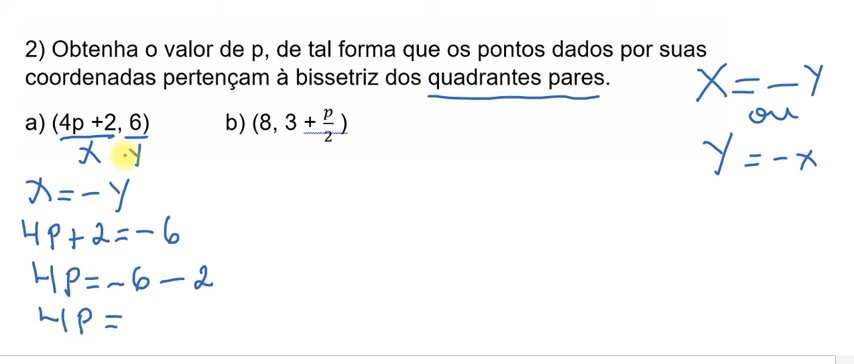 2) Obtenha o valor de p, de tal forma que os pontos dados por suas
coordenadas pertençam à bissetriz dos quadrantes pares.
a) (4p +2, 6) b) (8, 3 + p/2 )
x y
x = - y
4p + 2 = - 6
4p = - 6 - 2
4p =
x = - y
ou
y = - x